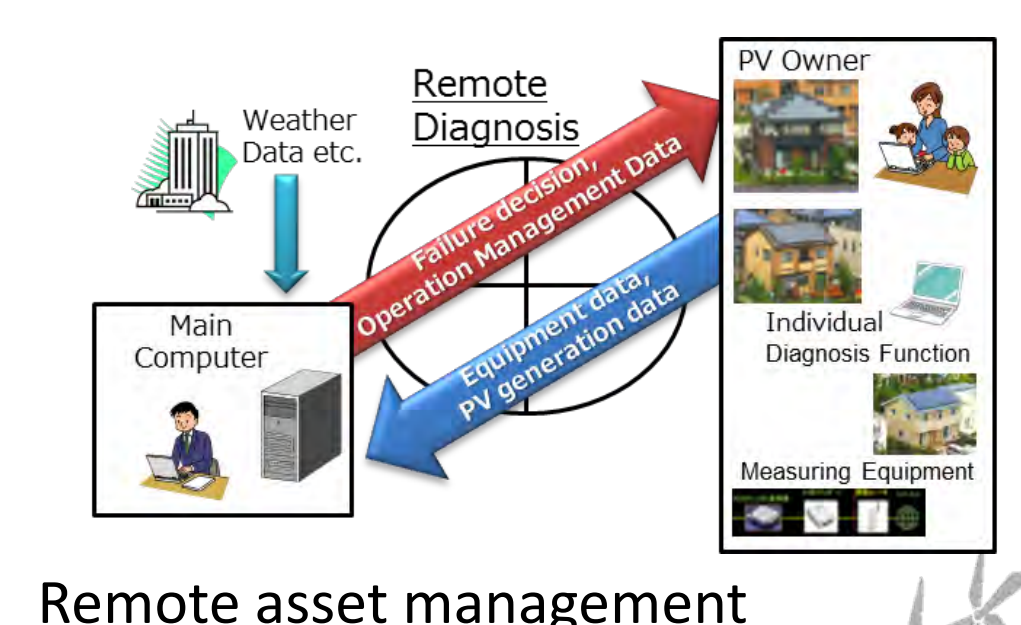 Remote
Diagnosis
Weather
Data etc.
Failure decision,
Operation Management Data
Equipment data,
PV generation data
Main
Computer
PV Owner
Individual
Diagnosis Function
Measuring Equipment
Remote asset management